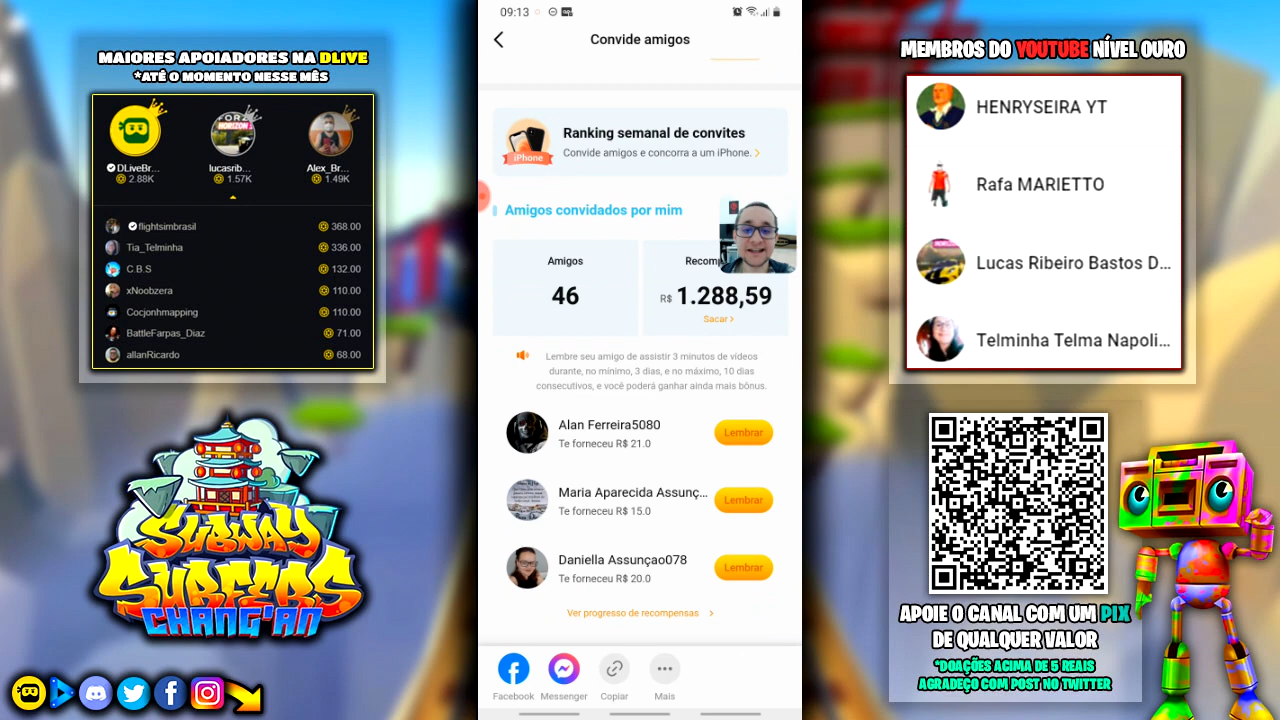 MAIORES APOIADORES NA DLIVE
*ATÉ O MOMENTO NESSE MÊS
DLiveBr...
2.88K
lucasrib...
1.57K
Alex_Br...
1.49K
flightsimbrasil
368.00
Tia_Telminha
336.00
C.B.S
132.00
xNoobzera
110.00
Cocjonhmapping
110.00
BattleFarpas_Diaz
71.00
allanRicardo
68.00
SUBWAY
SURFERS
CHANG'AN
09:13
Convide amigos
iPhone
Ranking semanal de convites
Convide amigos e concorra a um iPhone.
Amigos convidados por mim
Amigos
46
R$ 1.288,59
Sacar
Lembre seu amigo de assistir 3 minutos de vídeos
durante, no mínimo, 3 dias, e no máximo, 10 dias
consecutivos, e você poderá ganhar ainda mais bônus.
Alan Ferreira5080
Te forneceu R$ 21.0
Lembrar
Maria Aparecida Assunç...
Te forneceu R$ 15.0
Lembrar
Daniella Assunçao078
Te forneceu R$ 20.0
Lembrar
Ver progresso de recompensas
Facebook
Messenger
Copiar
Mais
MEMBROS DO YOUTUBE NÍVEL OURO
HENRYSEIRA YT
Rafa MARIETTO
Lucas Ribeiro Bastos D...
Telminha Telma Napoli...
APOIE O CANAL COM UM PIX
DE QUALQUER VALOR
*DOAÇÕES ACIMA DE 5 REAIS
AGRADEÇO COM POST NO TWITTER